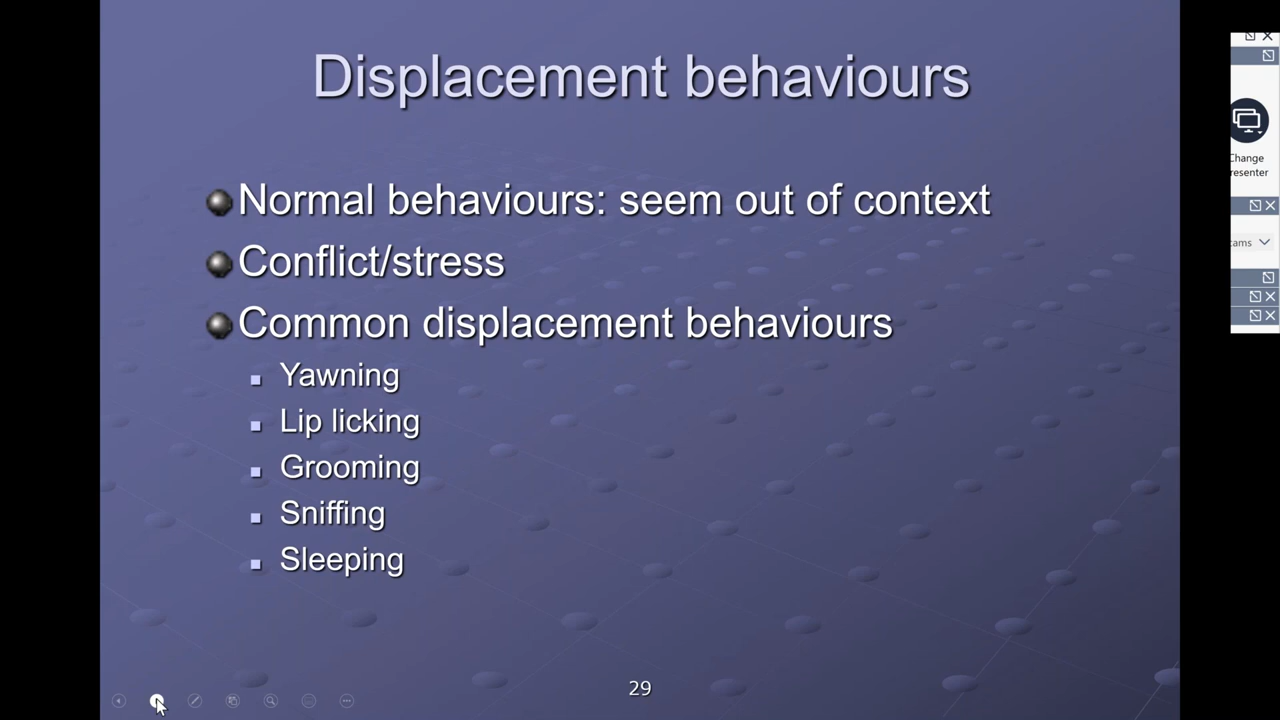 Displacement behaviours
Normal behaviours: seem out of context
Conflict/stress
Common displacement behaviours
Yawning
Lip licking
Grooming
Sniffing
Sleeping
29
Change
resenter
cams